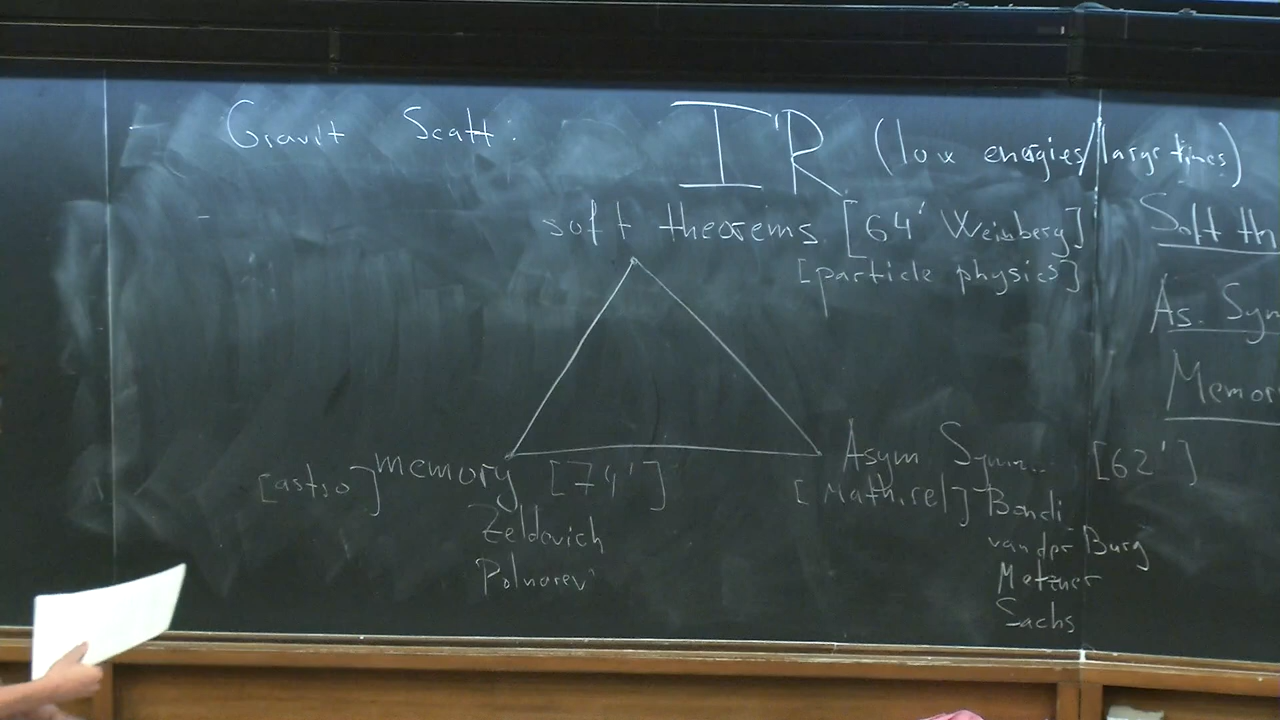 Gravit Scatt:
IR (low energies/large times)
soft theorems [64' Weinberg]
[particle physics]
Soft th
As. Sym
Memor
[astro] memory [74']
Zeldovich
Polnarev
Asym Symm. [62']
[Math.rel] Bondi
van der Burg
Metzner
Sachs